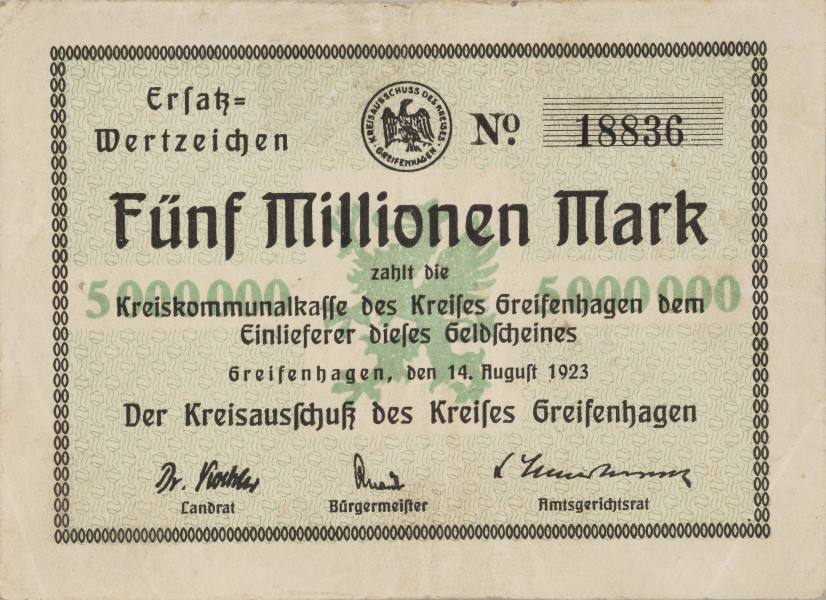 Erſatz=
Wertzeichen
KREISAUSSCHUSS DES KREISES
GREIFENHAGEN
No 18836
Fünf Millionen Mark
zahlt die
5 000 000 5 000 000
Kreiskommunalkaſſe des Kreiſes Greifenhagen dem
Einlieferer dieſes Geldſcheines
Greifenhagen, den 14. Auguſt 1923
Der Kreisausſchuß des Kreiſes Greifenhagen
Dr.
Landrat Bürgermeiſter Amtsgerichtsrat